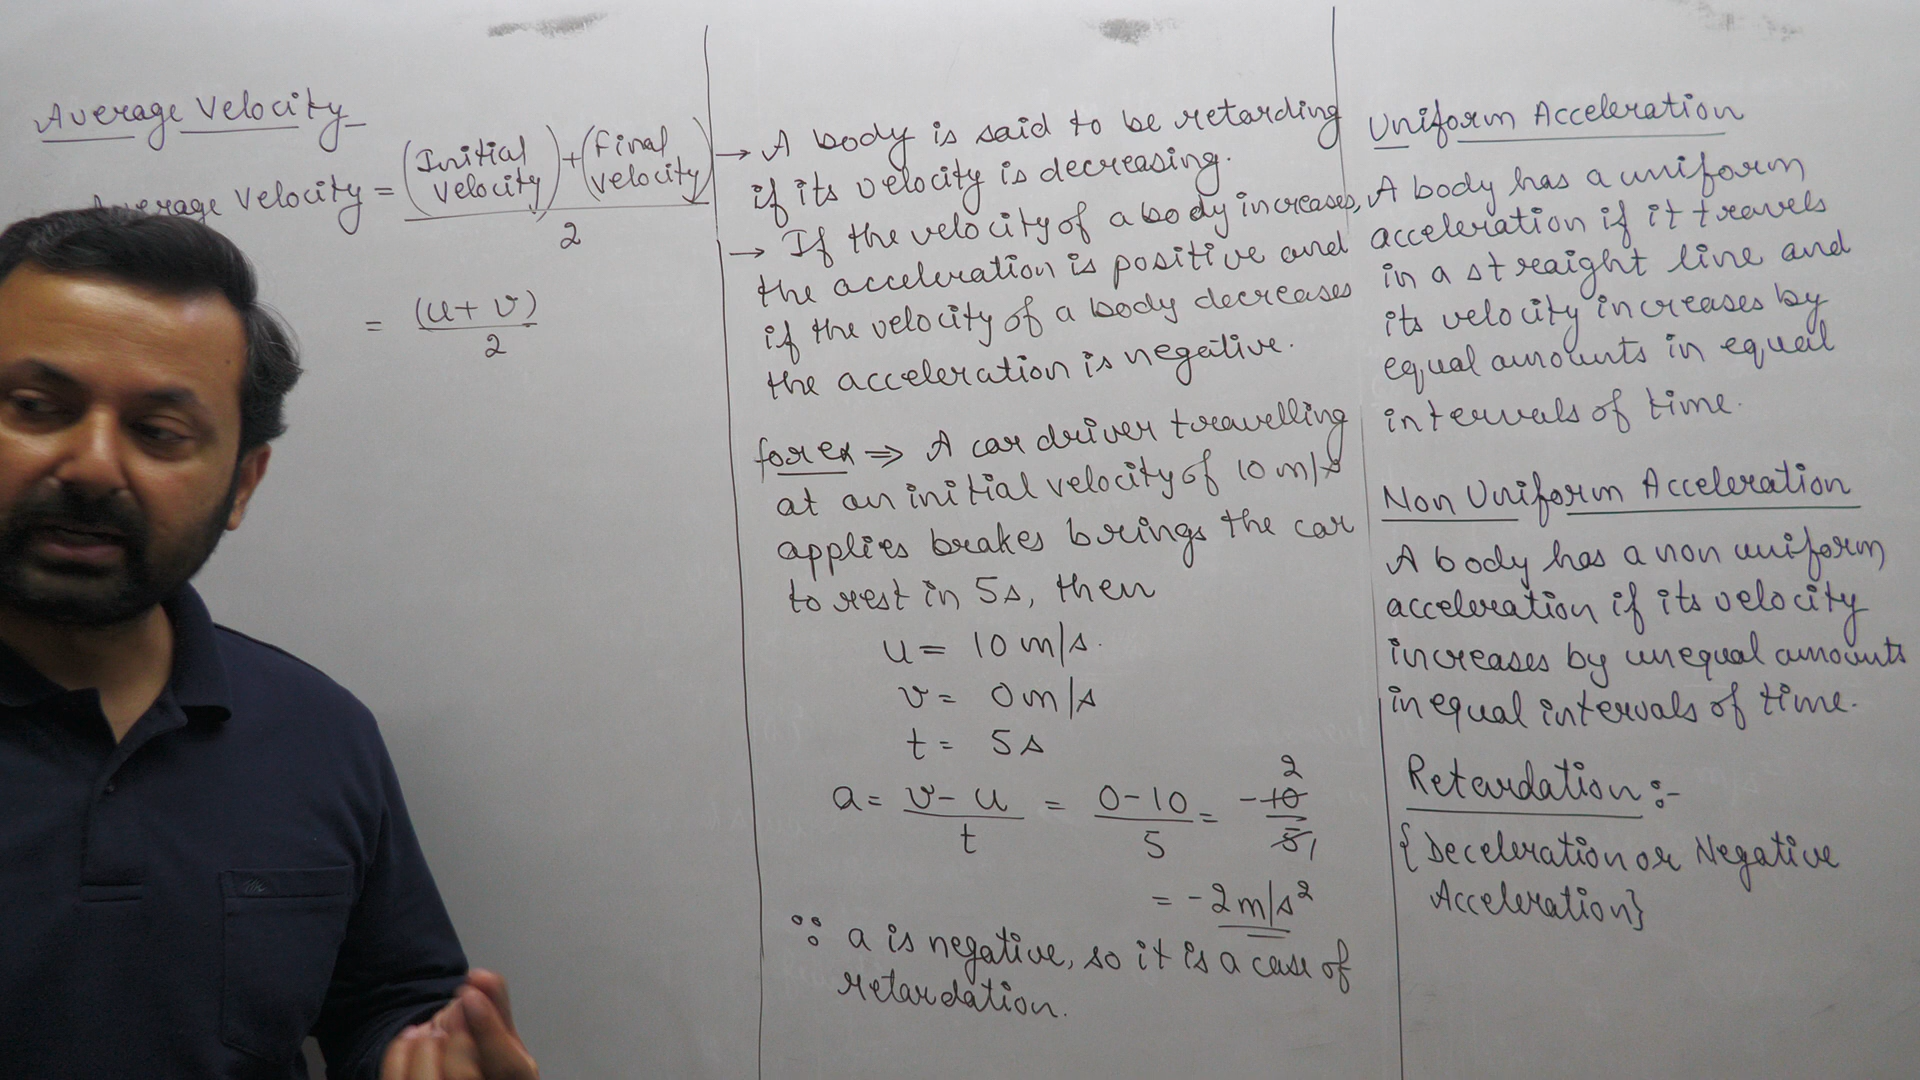 Average Velocity
Average Velocity = (Initial Velocity) + (Final velocity)
2
= (u + v)
2
→ A body is said to be retarding
if its velocity is decreasing.
→ If the velocity of a body increases,
the acceleration is positive and
if the velocity of a body decreases
the acceleration is negative.
for ex ⇒ A car driver travelling
at an initial velocity of 10 m/s
applies brakes brings the car
to rest in 5s, then
u = 10 m/s.
v = 0 m/s
t = 5s
a = v - u / t = 0 - 10 / 5 = - 10 2 / 5 1
= - 2 m/s²
∵ a is negative, so it is a case of
retardation.
Uniform Acceleration
A body has a uniform
acceleration if it travels
in a straight line and
its velocity increases by
equal amounts in equal
intervals of time.
Non Uniform Acceleration
A body has a non uniform
acceleration if its velocity
increases by unequal amounts
in equal intervals of time.
Retardation :-
{Deceleration or Negative
Acceleration}